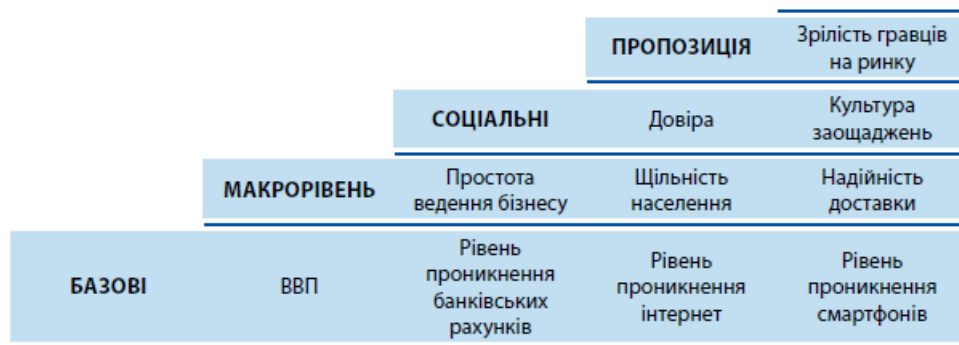 ПРОПОЗИЦІЯ
Зрілість гравців
на ринку
СОЦІАЛЬНІ
Довіра
Культура
заощаджень
МАКРОРІВЕНЬ
Простота
ведення бізнесу
Щільність
населення
Надійність
доставки
БАЗОВІ
ВВП
Рівень
проникнення
банківських
рахунків
Рівень
проникнення
інтернет
Рівень
проникнення
смартфонів